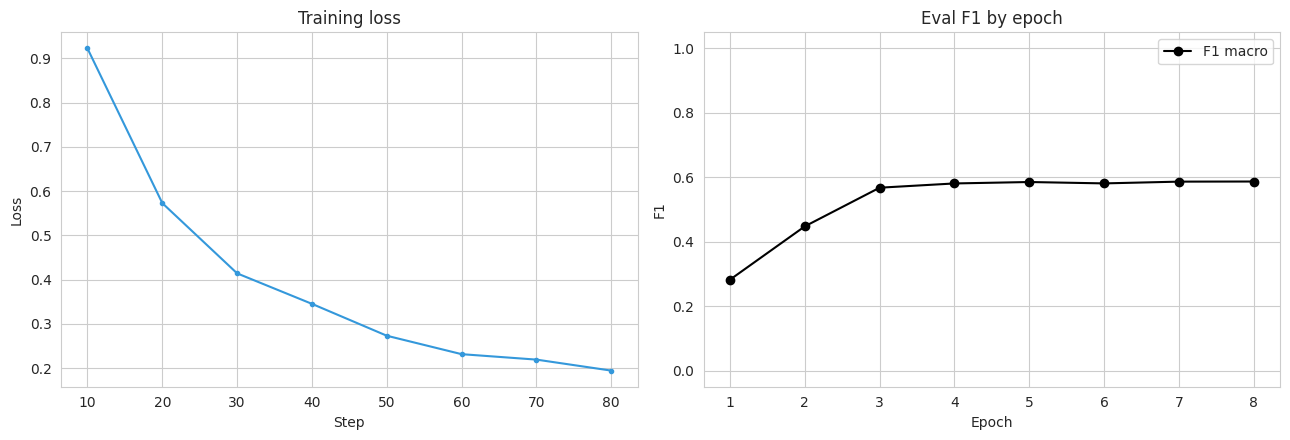 Training loss
0.9
0.8
0.7
0.6
0.5
0.4
0.3
0.2
Loss
10 20 30 40 50 60 70 80
Step
Eval F1 by epoch
F1 macro
1.0
0.8
0.6
0.4
0.2
0.0
F1
1 2 3 4 5 6 7 8
Epoch